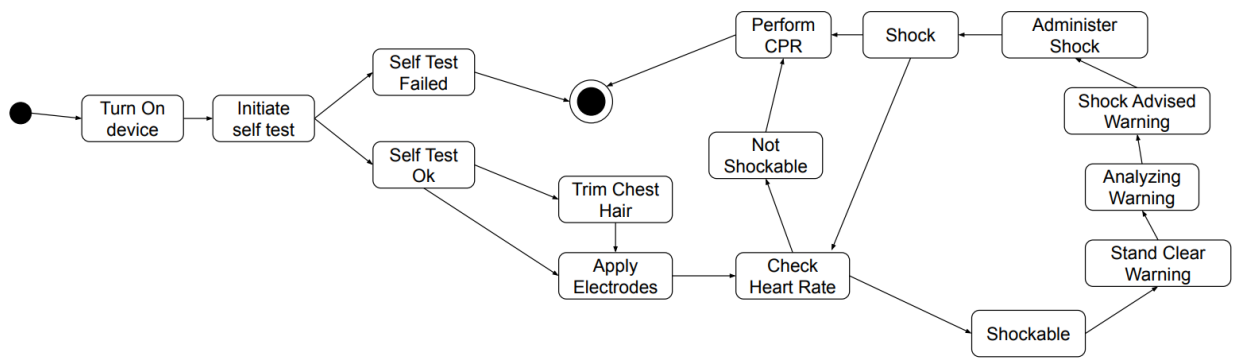 Turn On
device
Initiate
self test
Self Test
Failed
Self Test
Ok
Trim Chest
Hair
Apply
Electrodes
Check
Heart Rate
Not
Shockable
Perform
CPR
Shock
Administer
Shock
Shock Advised
Warning
Analyzing
Warning
Stand Clear
Warning
Shockable